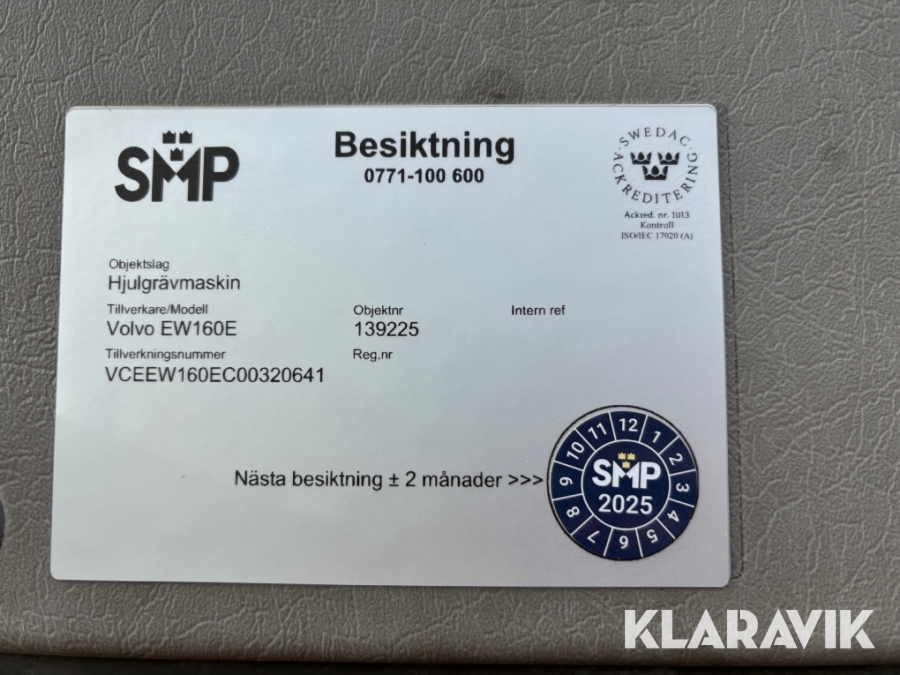 SMP
Besiktning
0771-100 600
SWEDAC
ACKREDITERING
Ackred. nr. 1013
Kontroll
ISO/IEC 17020 (A)
Objektslag
Hjulgrävmaskin
Tillverkare/Modell
Volvo EW160E
Objektnr
139225
Intern ref
Tillverkningsnummer
VCEEW160EC00320641
Reg.nr
Nästa besiktning ± 2 månader >>>
12 1 2 3 4 5 6 7 8 9 10 11
SMP
2025
KLARAVIK